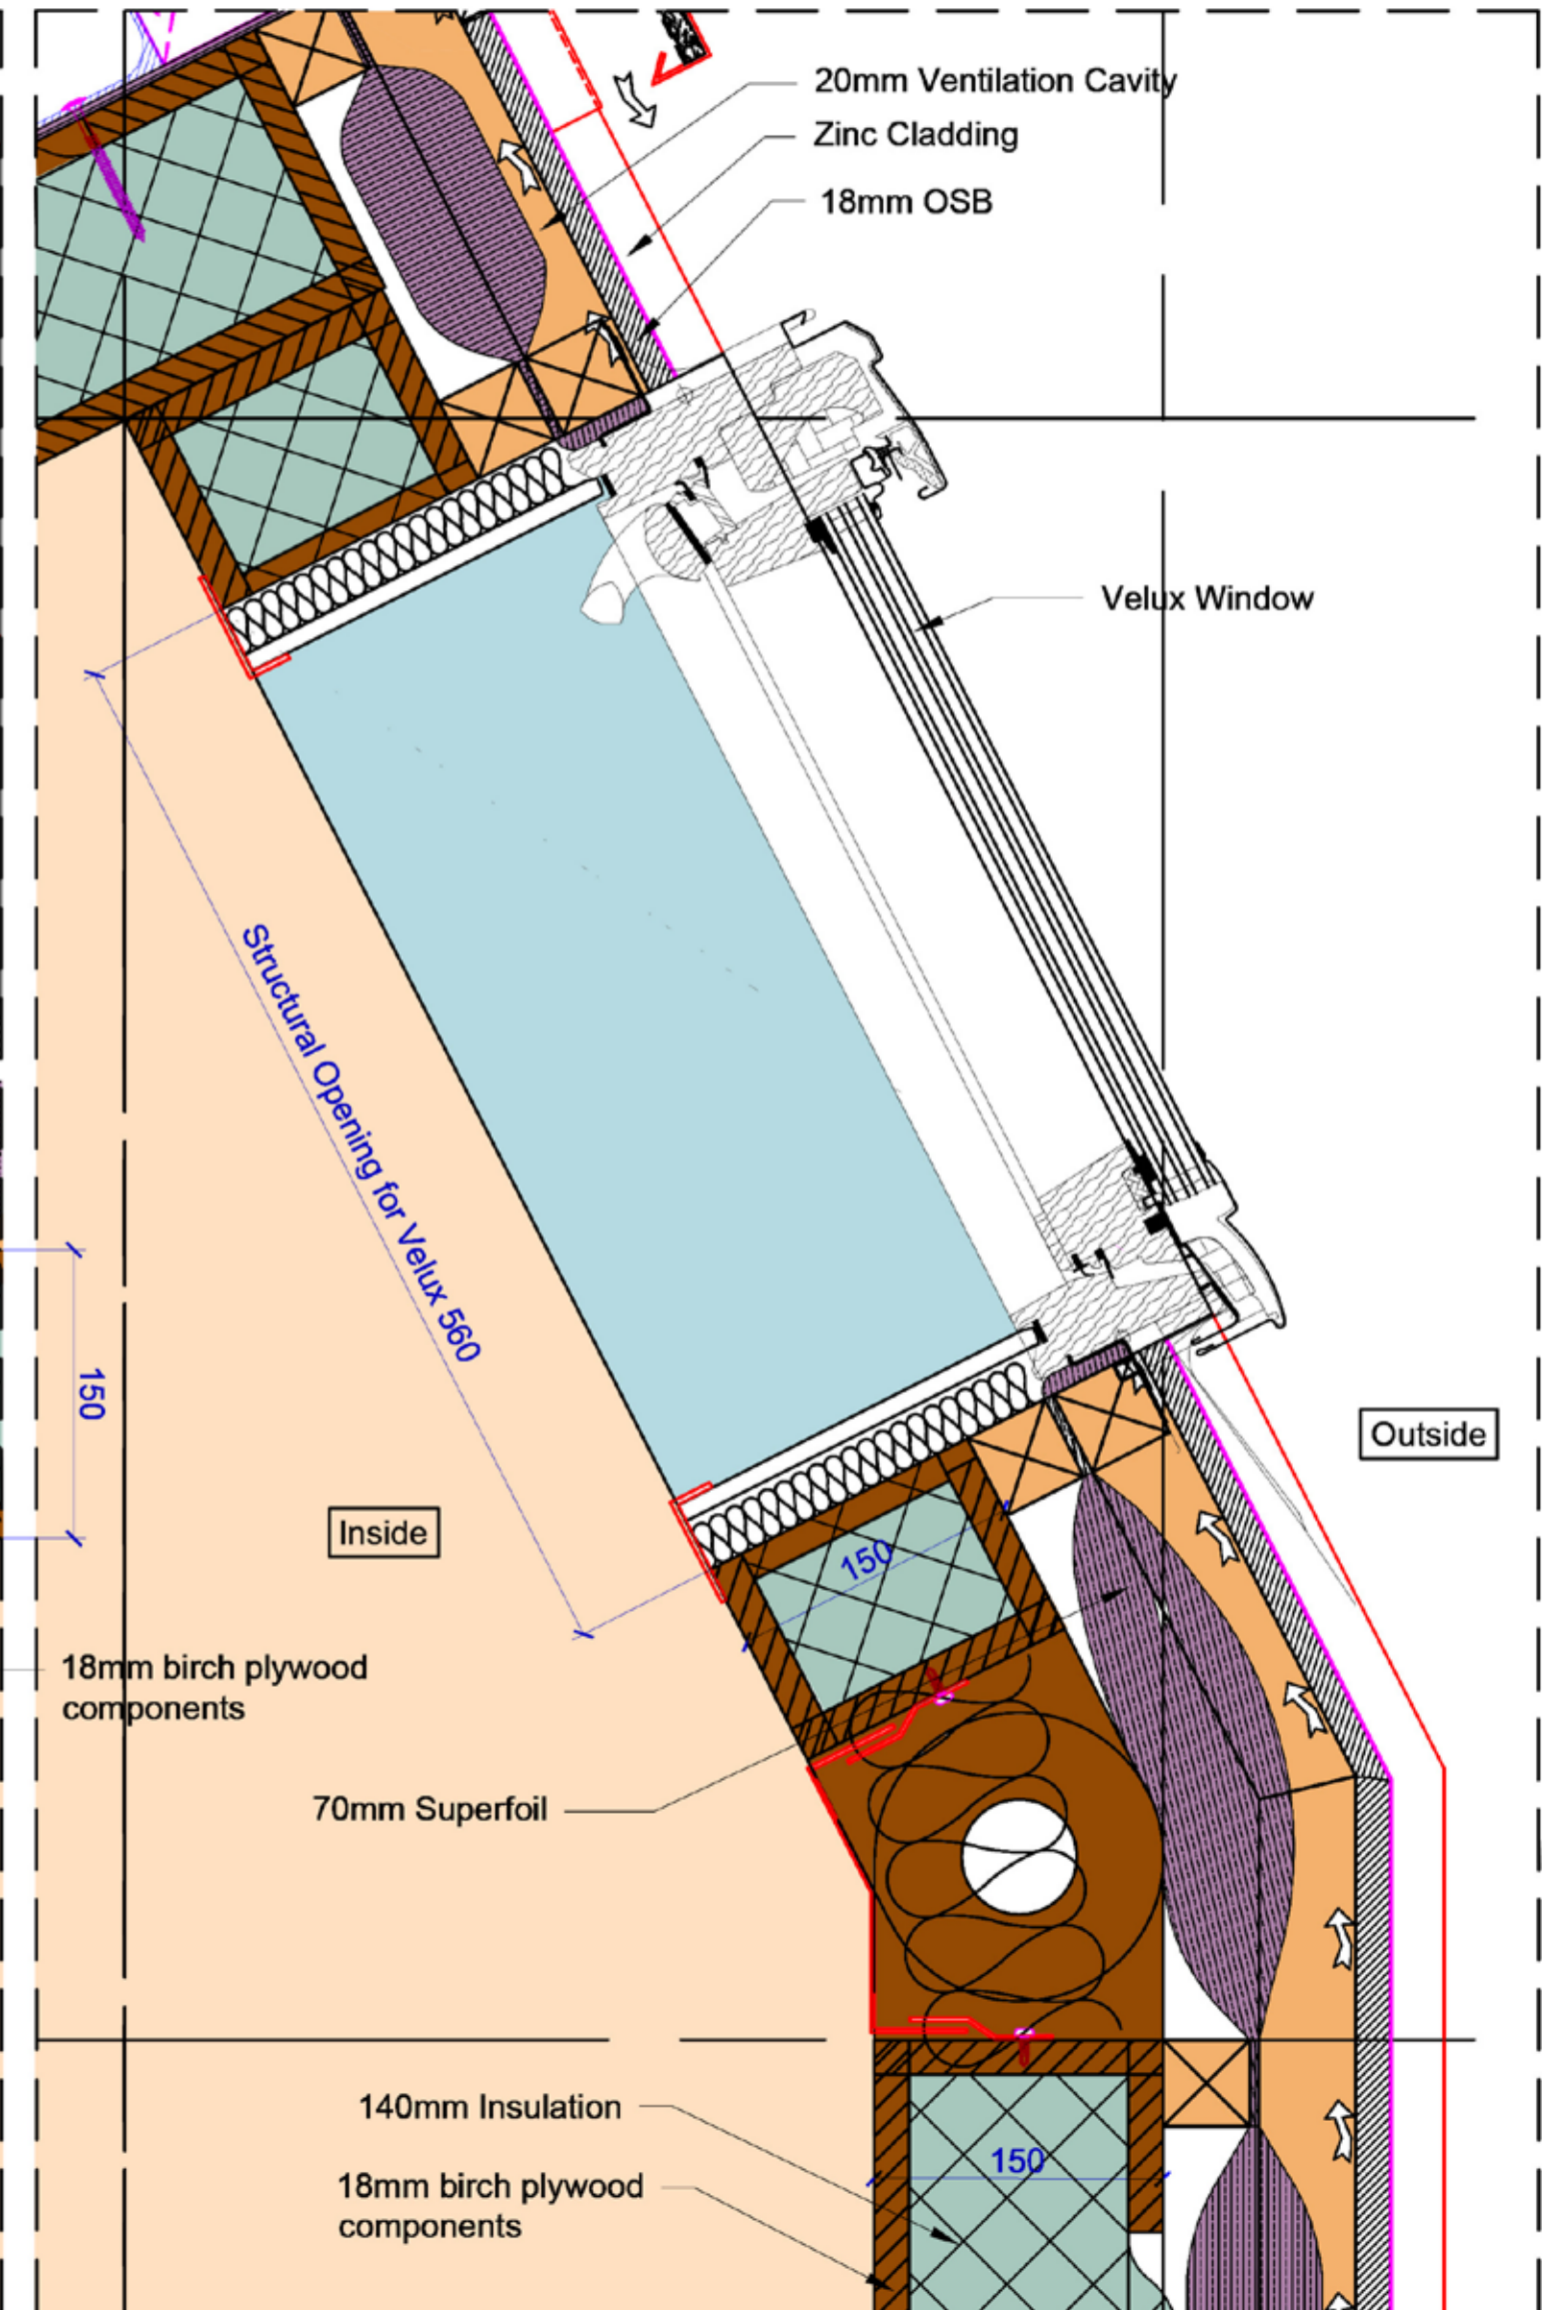 20mm Ventilation Cavity
Zinc Cladding
18mm OSB
Velux Window
Structural Opening for Velux 560
150
Outside
Inside
150
18mm birch plywood
components
70mm Superfoil
140mm Insulation
150
18mm birch plywood
components